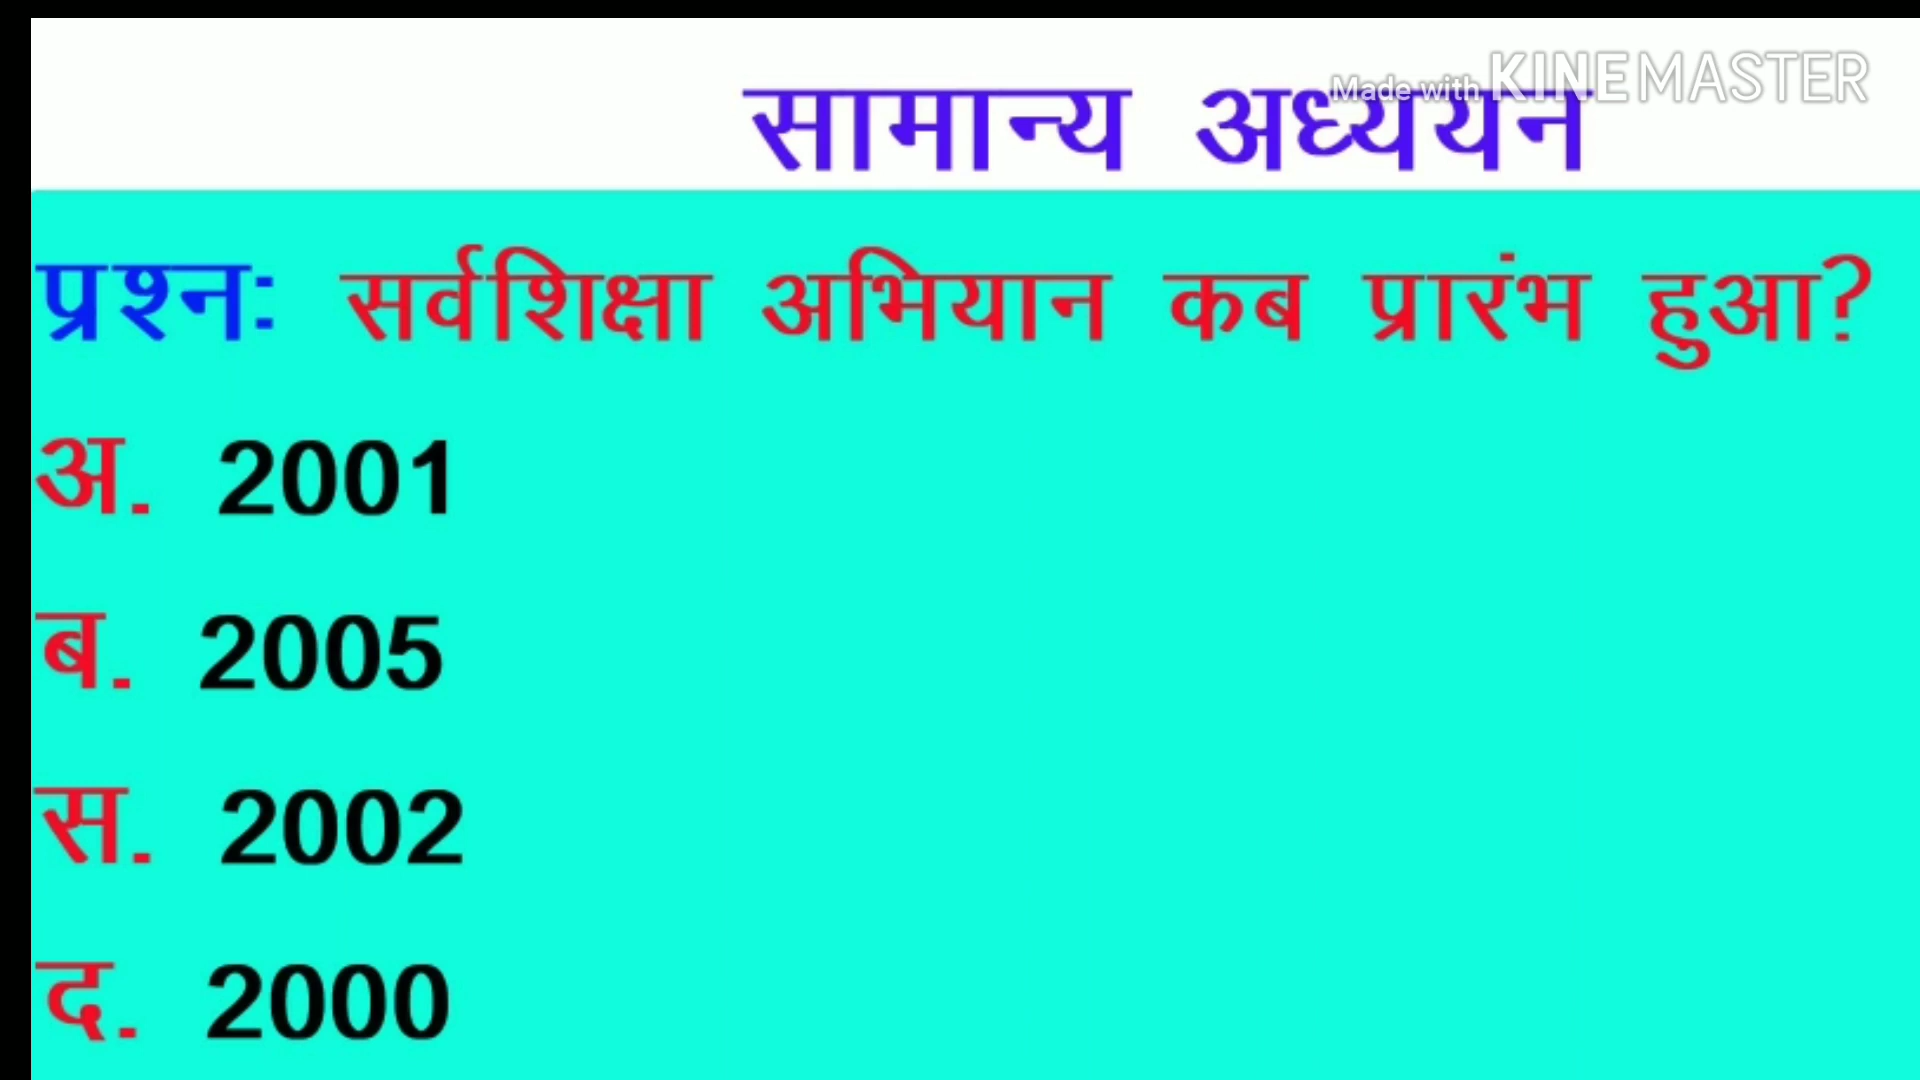 Made with KINEMASTER
सामान्य अध्ययन
प्रश्न: सर्वशिक्षा अभियान कब प्रारंभ हुआ?
अ. 2001
ब. 2005
स. 2002
द. 2000